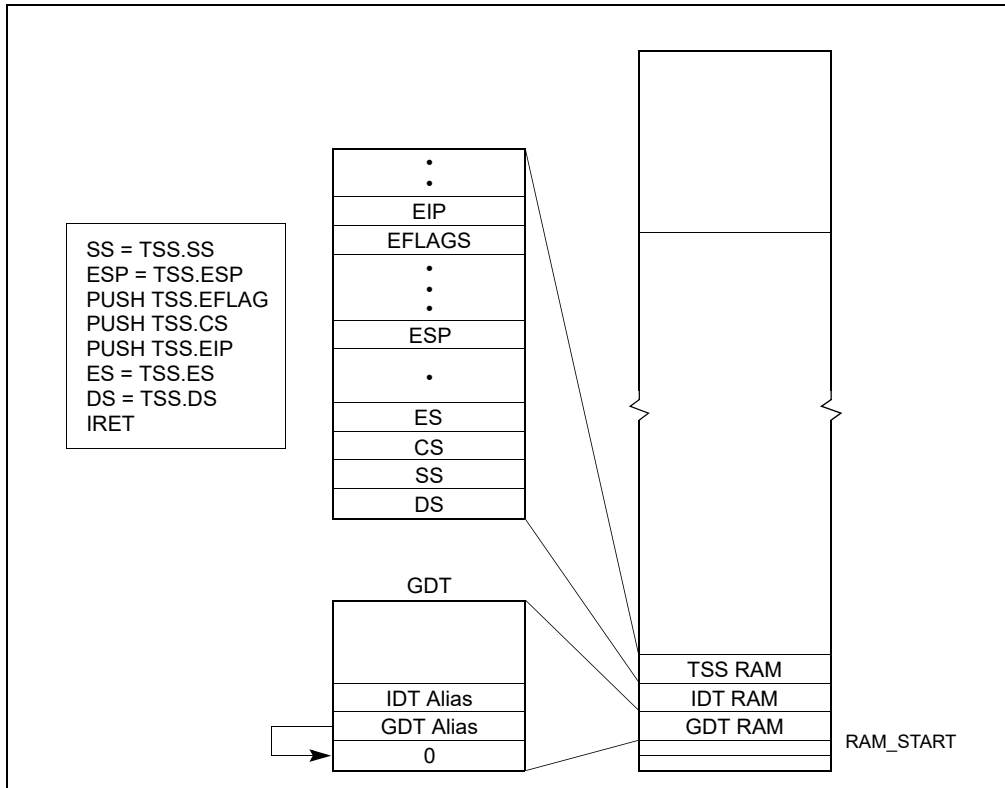 SS = TSS.SS
ESP = TSS.ESP
PUSH TSS.EFLAG
PUSH TSS.CS
PUSH TSS.EIP
ES = TSS.ES
DS = TSS.DS
IRET
EIP
EFLAGS
ESP
ES
CS
SS
DS
GDT
IDT Alias
GDT Alias
0
TSS RAM
IDT RAM
GDT RAM
RAM_START